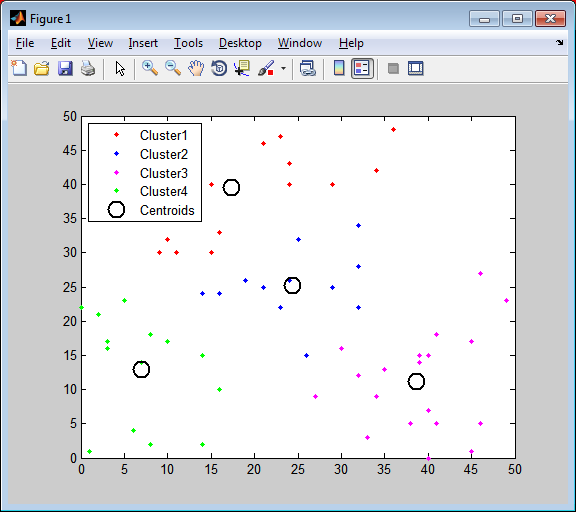 Figure 1
File Edit View Insert Tools Desktop Window Help
50
45
40
35
30
25
20
15
10
5
0
Cluster1
Cluster2
Cluster3
Cluster4
Centroids
0 5 10 15 20 25 30 35 40 45 50